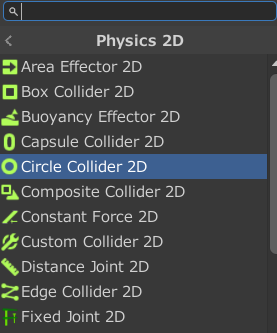 Physics 2D
Area Effector 2D
Box Collider 2D
Buoyancy Effector 2D
Capsule Collider 2D
Circle Collider 2D
Composite Collider 2D
Constant Force 2D
Custom Collider 2D
Distance Joint 2D
Edge Collider 2D
Fixed Joint 2D